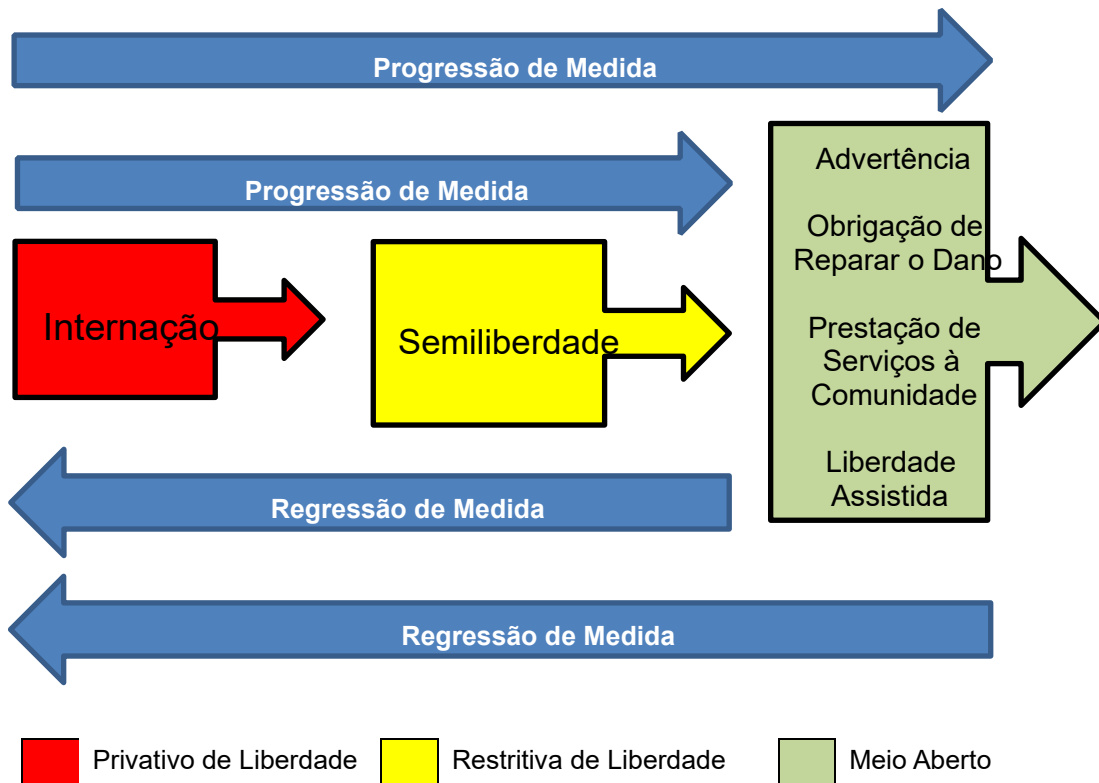 Progressão de Medida
Progressão de Medida
Internação
Semiliberdade
Advertência
Obrigação de
Reparar o Dano
Prestação de
Serviços à
Comunidade
Liberdade
Assistida
Regressão de Medida
Regressão de Medida
Privativo de Liberdade
Restritiva de Liberdade
Meio Aberto